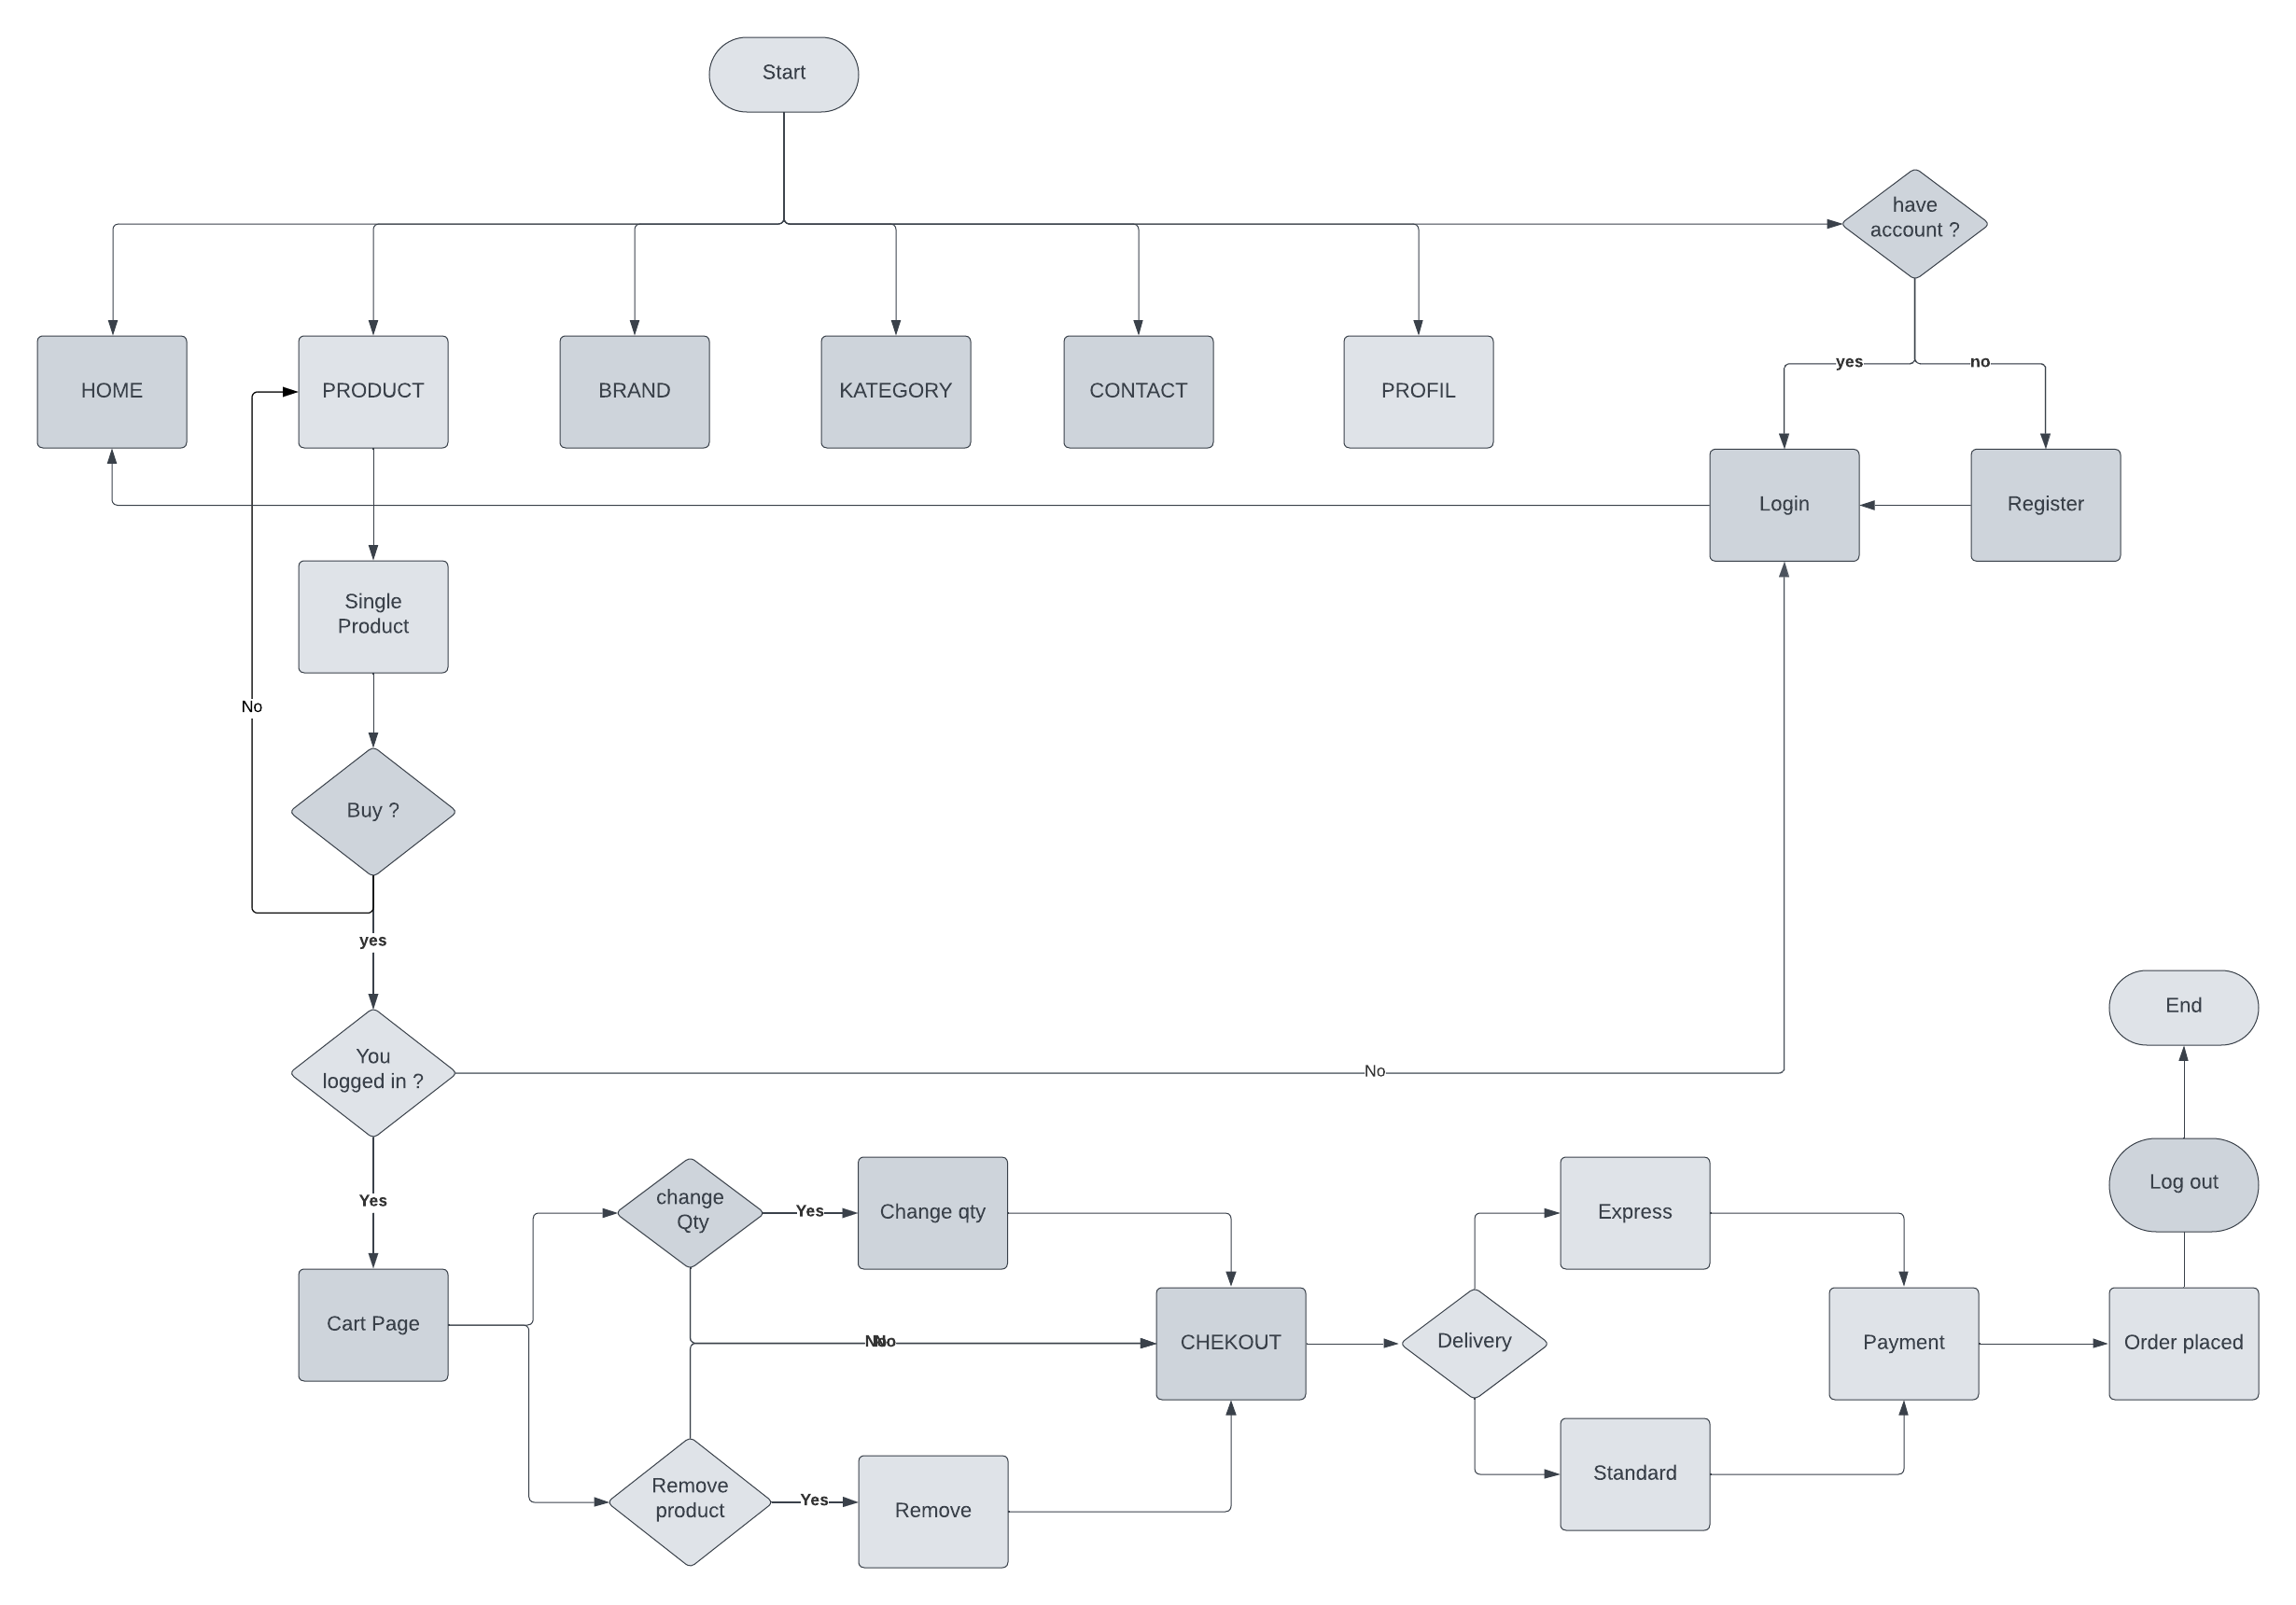 Start
have
account ?
yes
no
HOME
PRODUCT
BRAND
KATEGORY
CONTACT
PROFIL
Login
Register
Single
Product
No
Buy ?
yes
You
logged in ?
No
End
Yes
change
Qty
Yes
Change qty
Express
Log out
Cart Page
No
No
CHEKOUT
Delivery
Payment
Order placed
Remove
product
Yes
Remove
Standard